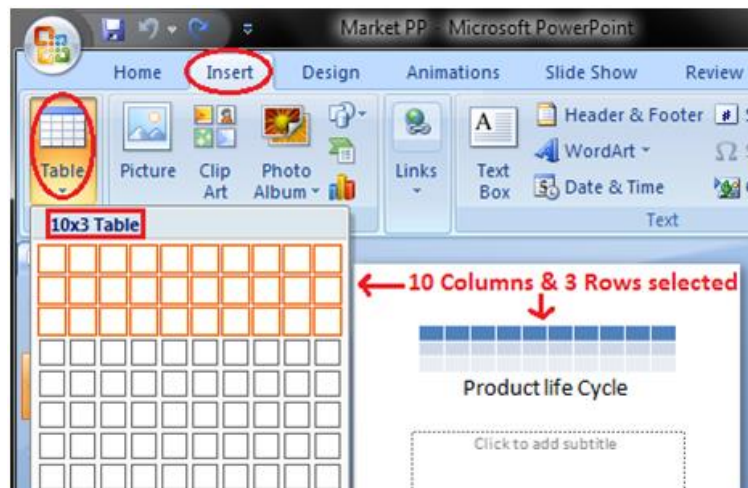 Market PP - Microsoft PowerPoint
Home Insert Design Animations Slide Show Review
Header & Footer #
Table Picture Clip Art Photo Album Links Text Box WordArt Ω
Date & Time
Text
10x3 Table
10 Columns & 3 Rows selected
Product life Cycle
Click to add subtitle